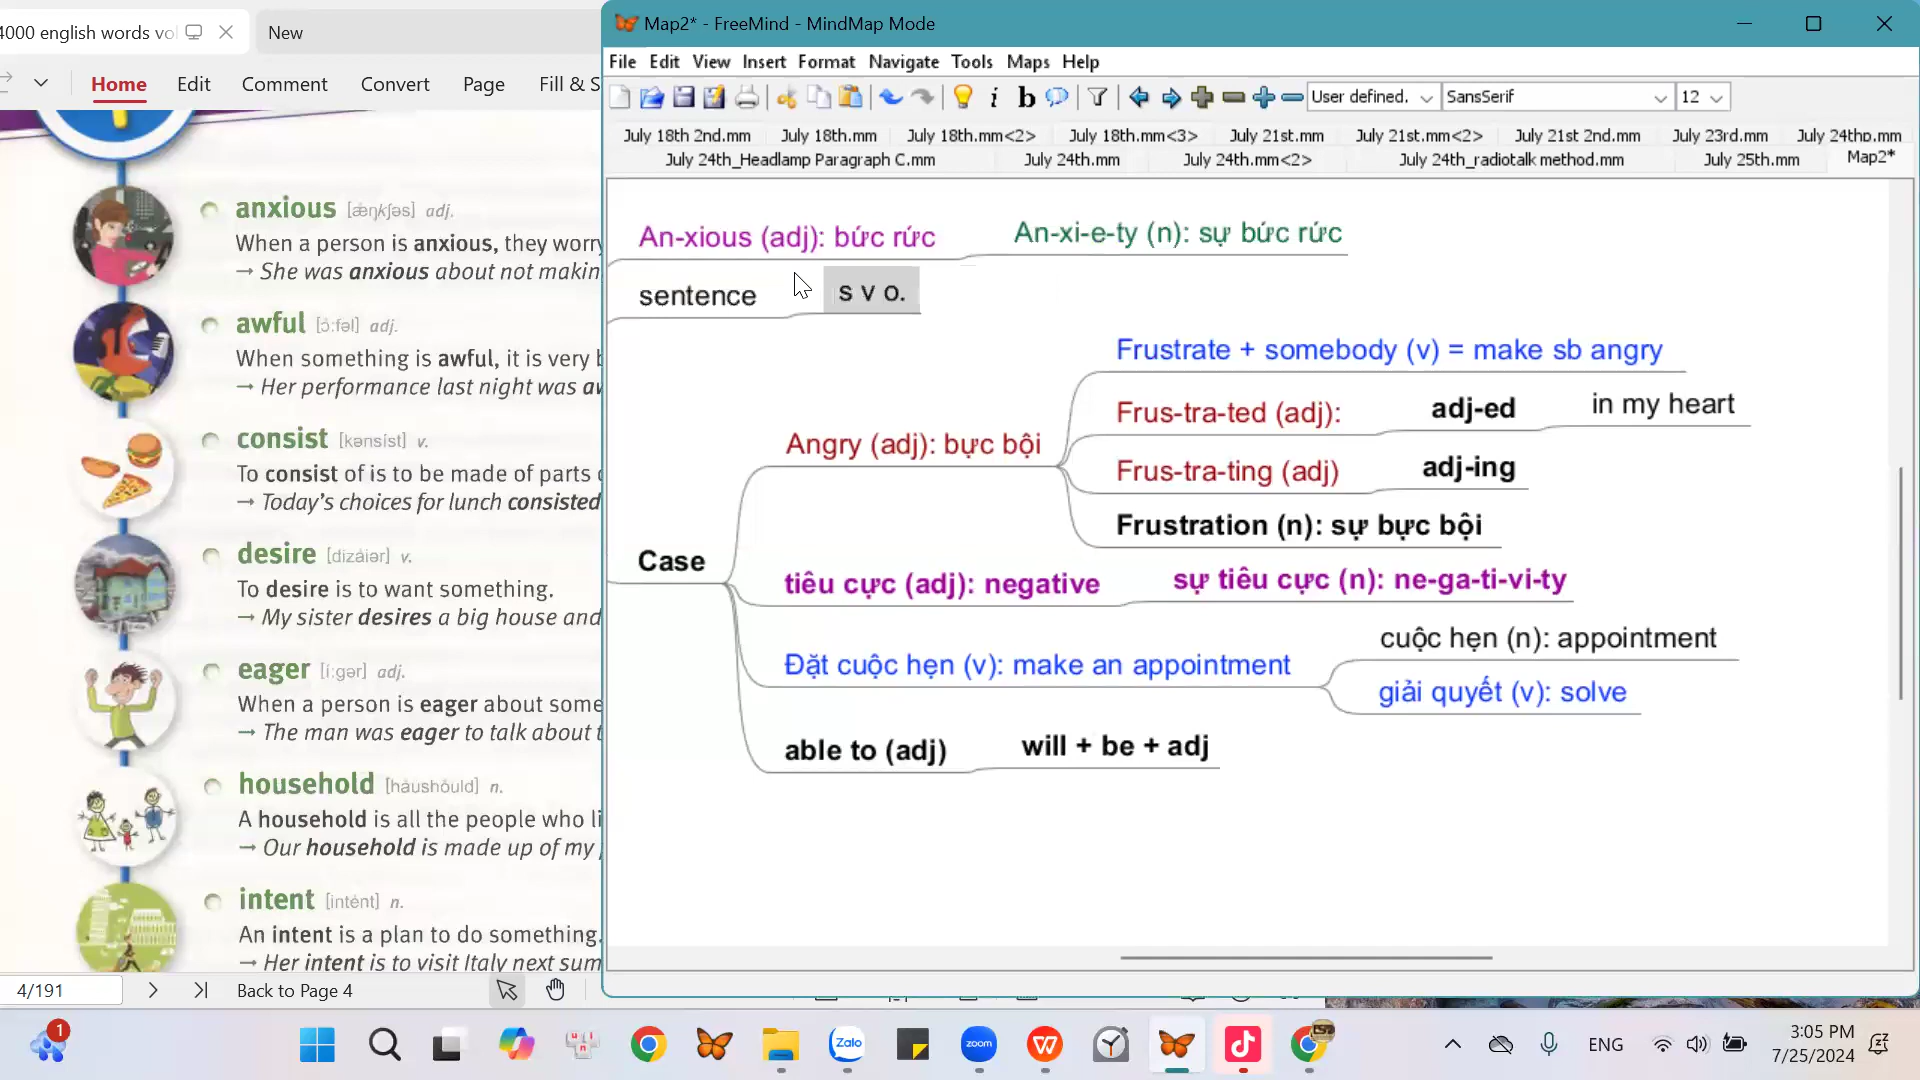 4000 english words vo
New
Home Edit Comment Convert Page Fill & S
anxious [ǽŋkʃəs] adj.
When a person is anxious, they worry
→ She was anxious about not makin
awful [ɔ́:fəl] adj.
When something is awful, it is very b
→ Her performance last night was aw
consist [kənsíst] v.
To consist of is to be made of parts
→ Today's choices for lunch consisted
desire [dizáiər] v.
To desire is to want something.
→ My sister desires a big house and
eager [í:gər] adj.
When a person is eager about some
→ The man was eager to talk about t
household [háushòuld] n.
A household is all the people who li
→ Our household is made up of my
intent [intént] n.
An intent is a plan to do something.
→ Her intent is to visit Italy next sum
4/191
Back to Page 4
Map2* - FreeMind - MindMap Mode
File Edit View Insert Format Navigate Tools Maps Help
i b User defined. SansSerif 12
July 18th 2nd.mm July 18th.mm July 18th.mm<2> July 18th.mm<3> July 21st.mm July 21st.mm<2> July 21st 2nd.mm July 23rd.mm July 24thp.mm
July 24th_Headlamp Paragraph C.mm July 24th.mm July 24th.mm<2> July 24th_radiotalk method.mm July 25th.mm Map2*
An-xious (adj): bức rức
An-xi-e-ty (n): sự bức rức
sentence
s v o.
Case
Angry (adj): bực bội
Frustrate + somebody (v) = make sb angry
Frus-tra-ted (adj):
adj-ed
in my heart
Frus-tra-ting (adj)
adj-ing
Frustration (n): sự bực bội
tiêu cực (adj): negative
sự tiêu cực (n): ne-ga-ti-vi-ty
Đặt cuộc hẹn (v): make an appointment
cuộc hẹn (n): appointment
giải quyết (v): solve
able to (adj)
will + be + adj
1
Zalo
zoom
ENG
3:05 PM
7/25/2024